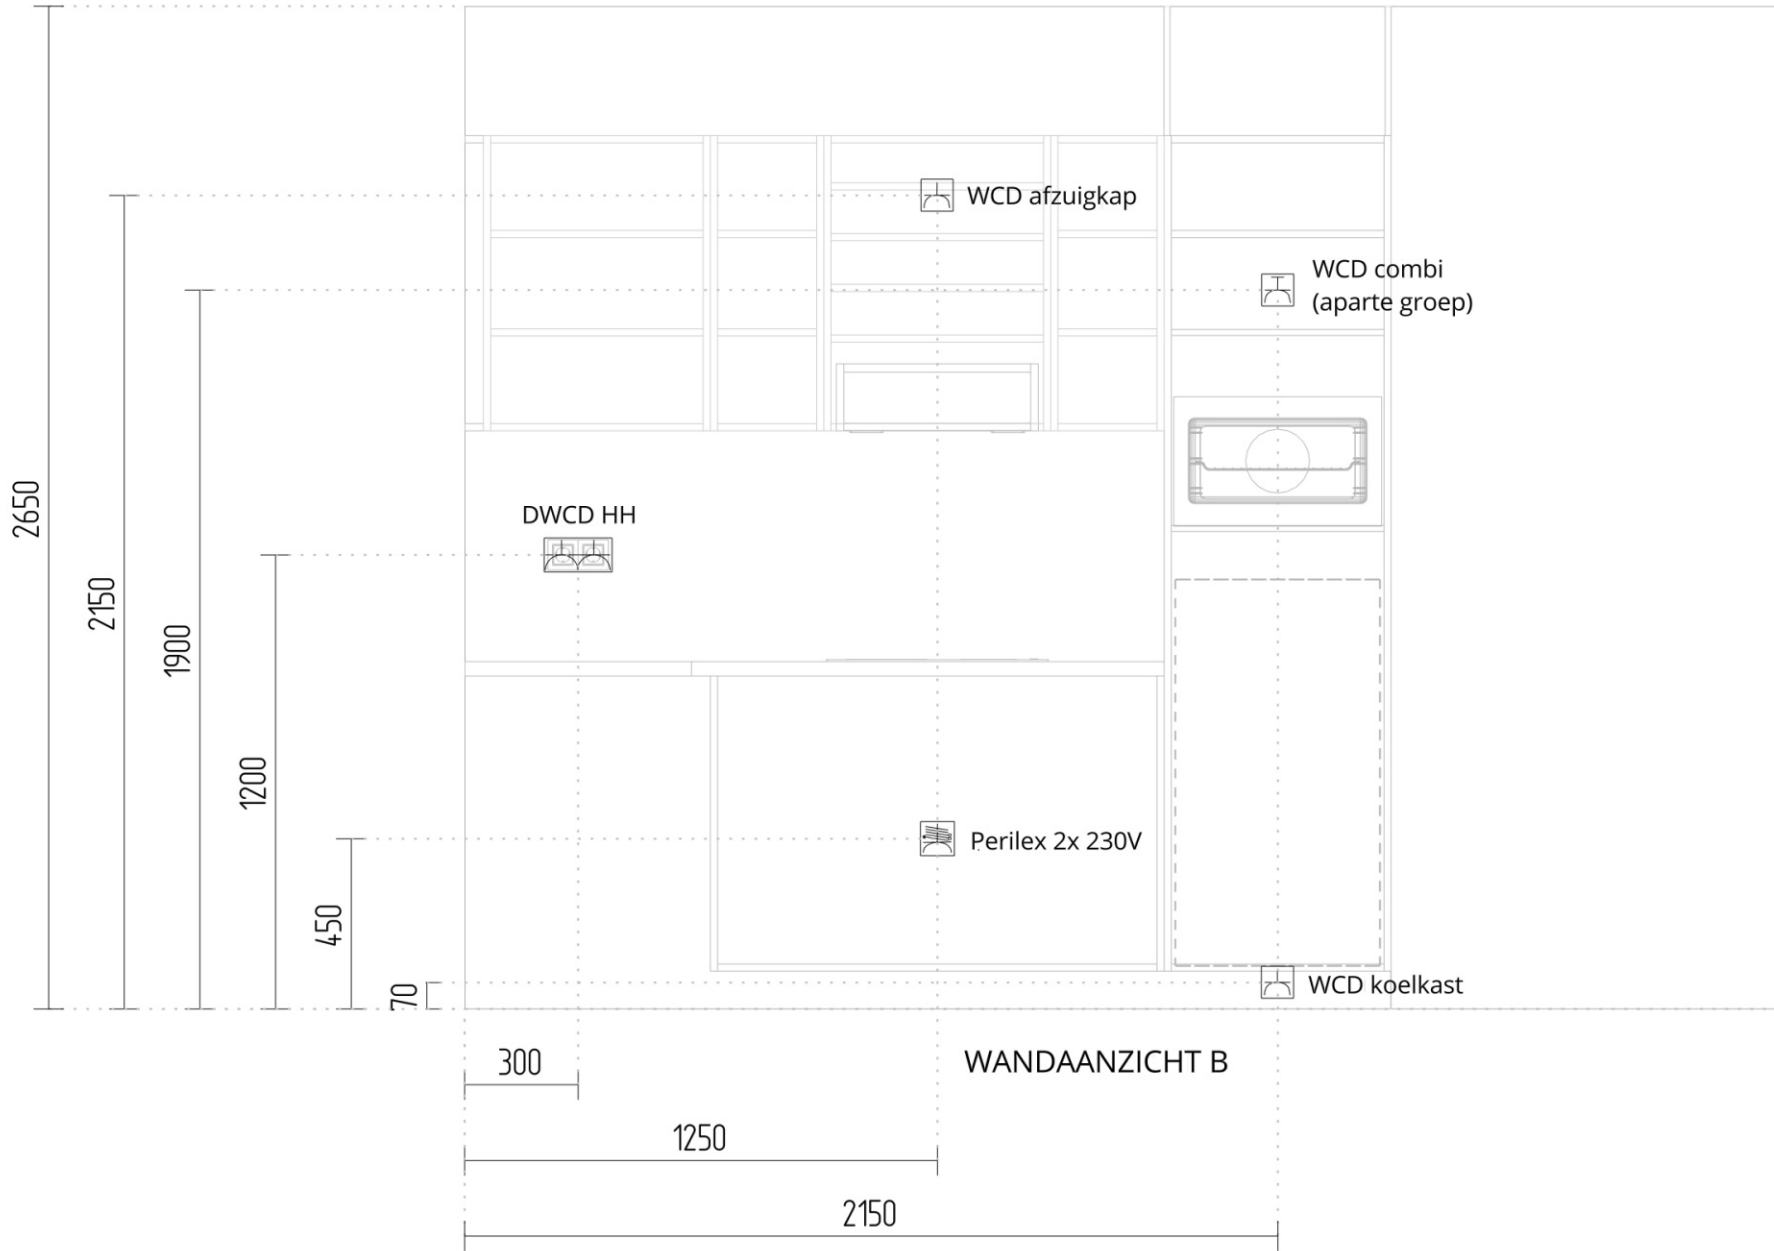 WCD afzuigkap
WCD combi
(aparte groep)
2650
DWCD HH
2150
1900
1200
Perilex 2x 230V
450
70
WCD koelkast
300
WANDAANZICHT B
1250
2150